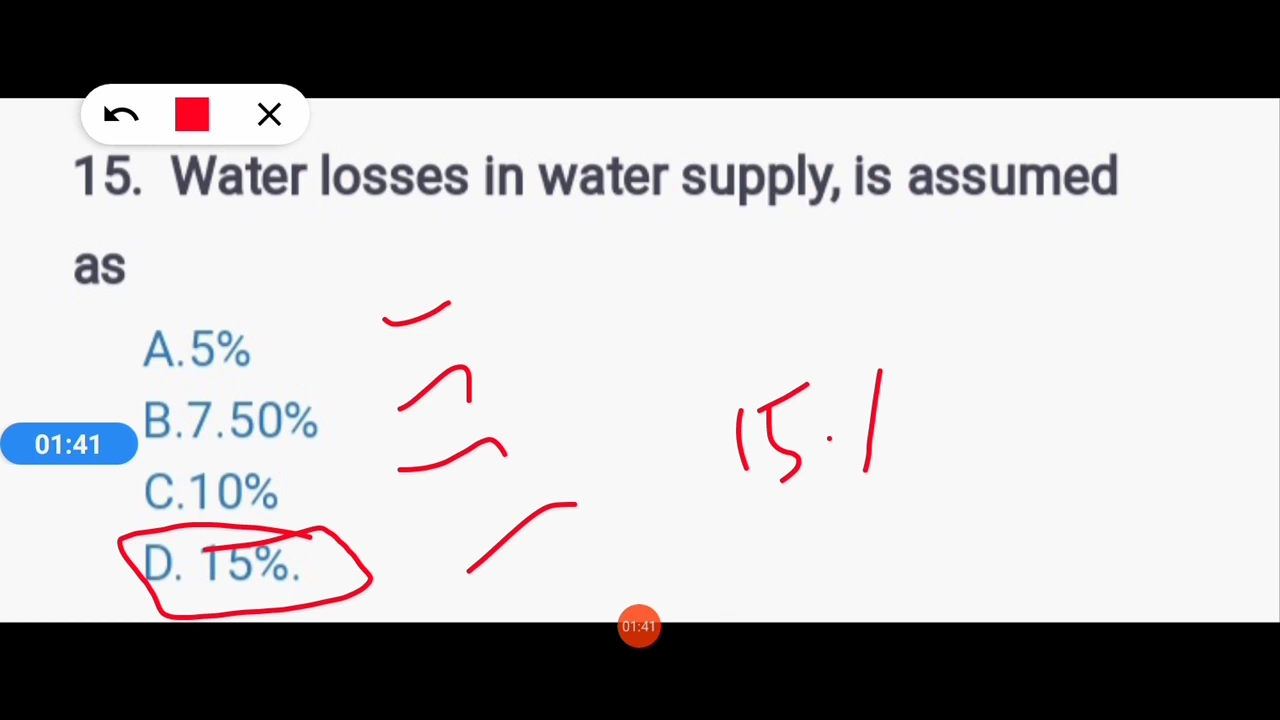 15. Water losses in water supply, is assumed
as
A.5%
B.7.50%
01:41
C.10%
D. 15%.
15./
01:41